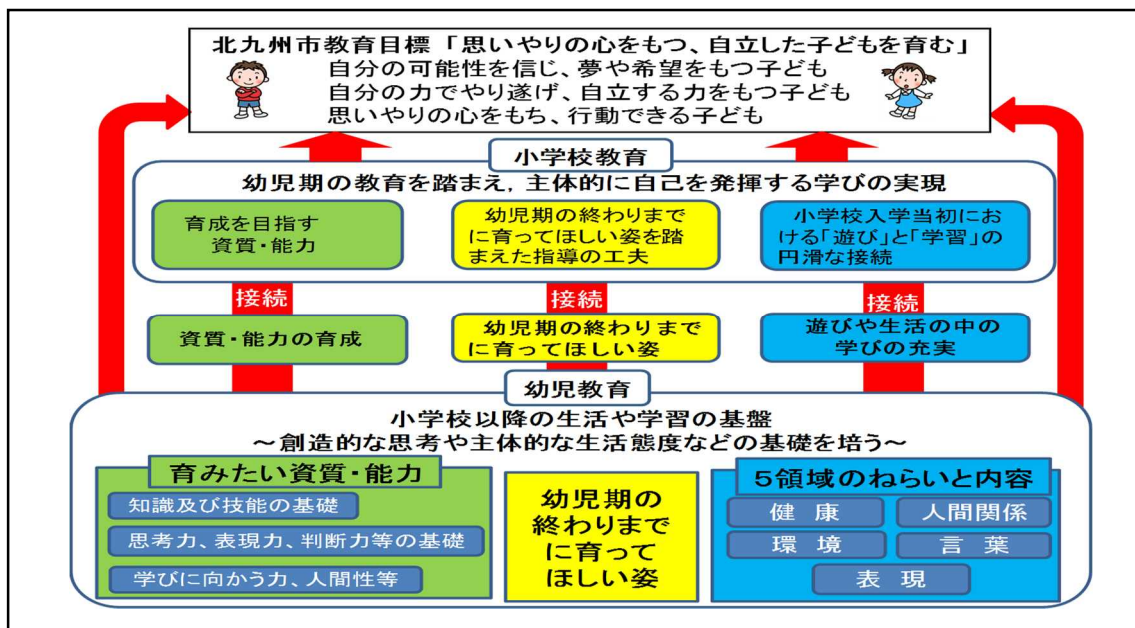 北九州市教育目標「思いやりの心をもつ、自立した子どもを育む」
自分の可能性を信じ、夢や希望をもつ子ども
自分の力でやり遂げ、自立する力をもつ子ども
思いやりの心をもち、行動できる子ども
小学校教育
幼児期の教育を踏まえ,主体的に自己を発揮する学びの実現
育成を目指す
資質・能力
幼児期の終わりまで
に育ってほしい姿を踏
まえた指導の工夫
小学校入学当初にお
ける「遊び」と「学習」の
円滑な接続
接続
接続
接続
資質・能力の育成
幼児期の終わりまで
に育ってほしい姿
遊びや生活の中の
学びの充実
幼児教育
小学校以降の生活や学習の基盤
～創造的な思考や主体的な生活態度などの基礎を培う～
育みたい資質・能力
知識及び技能の基礎
思考力、表現力、判断力等の基礎
学びに向かう力、人間性等
幼児期の
終わりまで
に育って
ほしい姿
5領域のねらいと内容
健 康
人間関係
環 境
言 葉
表 現